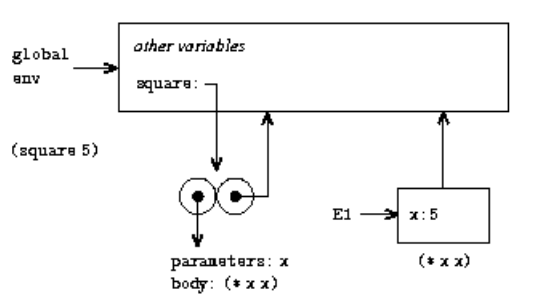 other variables
global
env
square:
(square 5)
E1
x:5
parameters: x
body: (* x x)
(* x x)